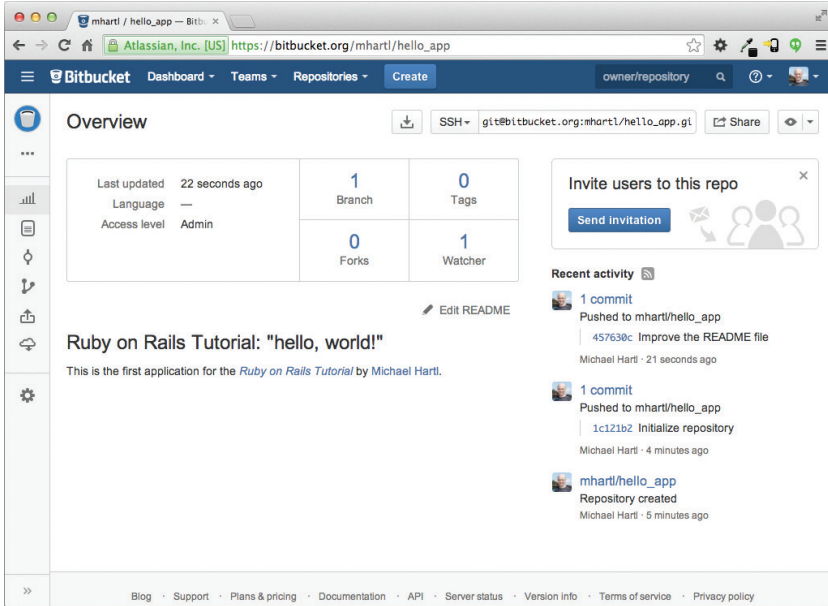 mhartl / hello_app — Bitb
Atlassian, Inc. [US] https://bitbucket.org/mhartl/hello_app
Bitbucket Dashboard Teams Repositories Create owner/repository
Overview SSH git@bitbucket.org:mhartl/hello_app.gi Share
Last updated 22 seconds ago
Language —
Access level Admin
1 Branch
0 Tags
0 Forks
1 Watcher
Invite users to this repo
Send invitation
Edit README
Ruby on Rails Tutorial: "hello, world!"
This is the first application for the Ruby on Rails Tutorial by Michael Hartl.
Recent activity
1 commit
Pushed to mhartl/hello_app
457630c Improve the README file
Michael Hartl · 21 seconds ago
1 commit
Pushed to mhartl/hello_app
1c121b2 Initialize repository
Michael Hartl · 4 minutes ago
mhartl/hello_app
Repository created
Michael Hartl · 5 minutes ago
Blog · Support · Plans & pricing · Documentation · API · Server status · Version info · Terms of service · Privacy policy